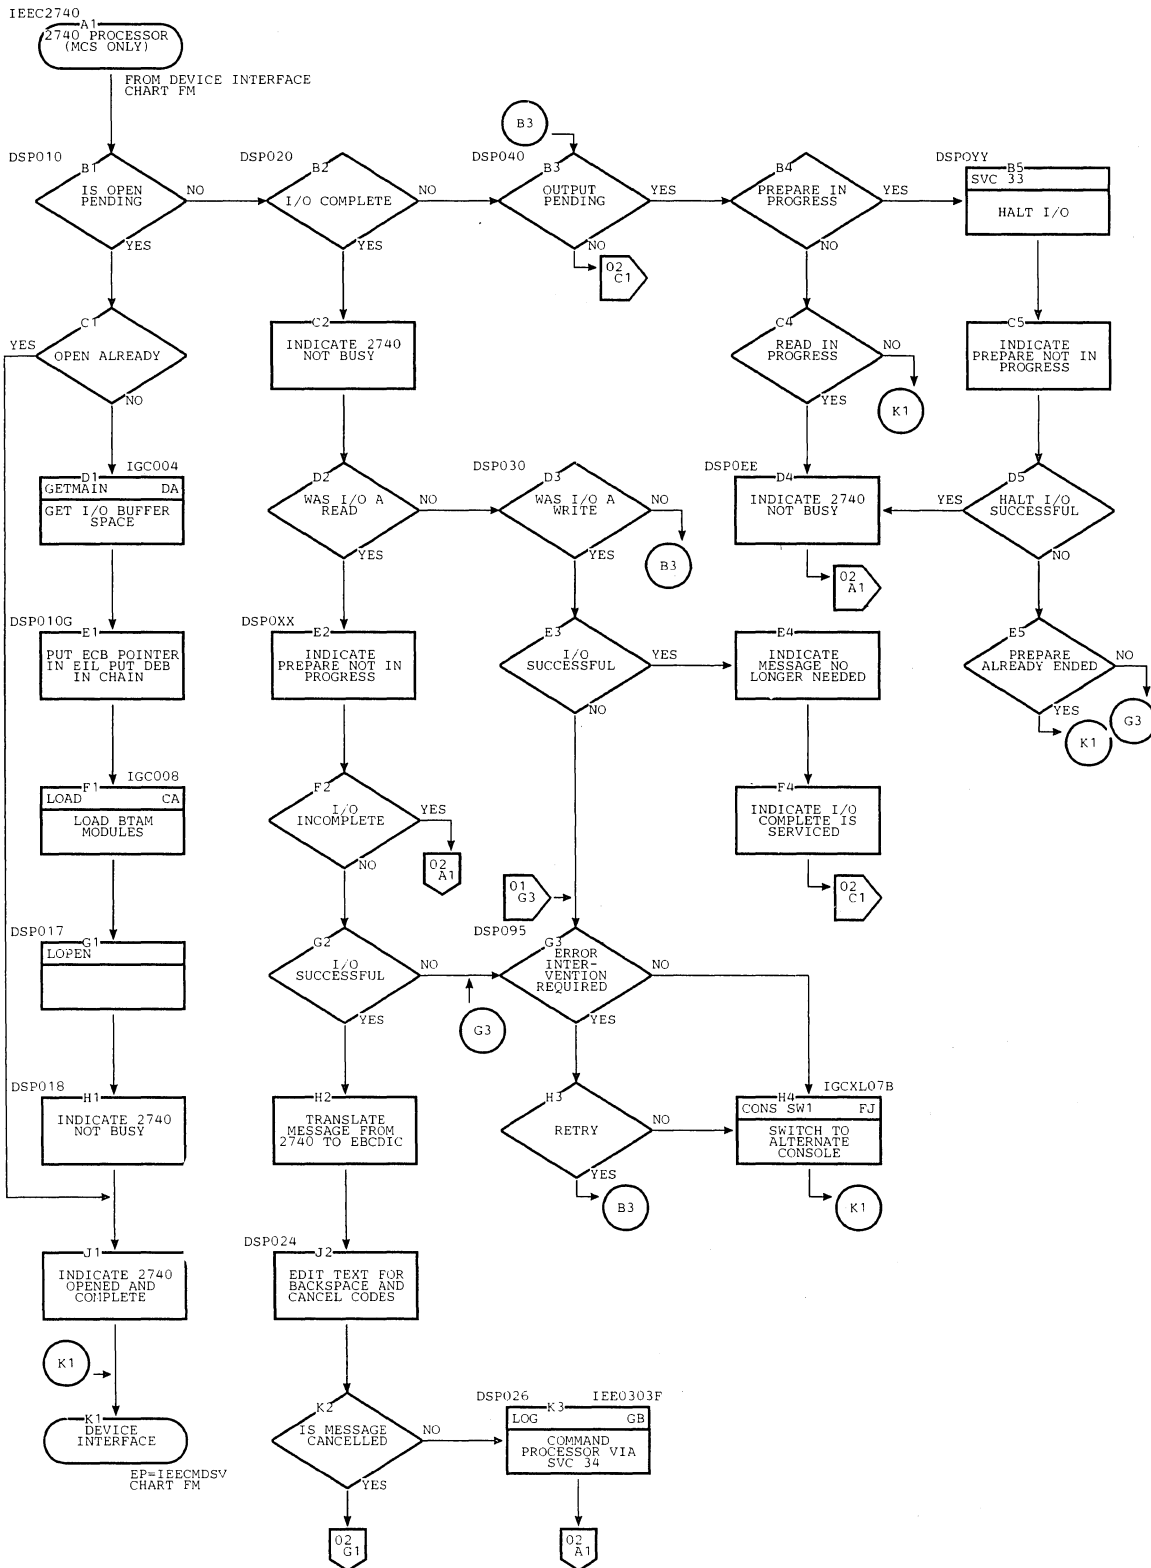 IEEC2740
A1
2740 PROCESSOR
(MCS ONLY)
FROM DEVICE INTERFACE
CHART FM
B3
DSP010
B1
IS OPEN
PENDING
NO
YES
DSP020
B2
I/O COMPLETE
NO
YES
DSP040
B3
OUTPUT
PENDING
YES
NO
02
C1
B4
PREPARE IN
PROGRESS
YES
NO
DSPOYY
B5
SVC 33
HALT I/O
C1
YES
OPEN ALREADY
NO
C2
INDICATE 2740
NOT BUSY
C4
READ IN
PROGRESS
NO
YES
K1
C5
INDICATE
PREPARE NOT IN
PROGRESS
IGC004
D1
GETMAIN DA
GET I/O BUFFER
SPACE
D2
WAS I/O A
READ
NO
YES
DSP030
D3
WAS I/O A
WRITE
NO
YES
B3
DSP0EE
D4
INDICATE 2740
NOT BUSY
02
A1
D5
YES
HALT I/O
SUCCESSFUL
NO
DSP010G
E1
PUT ECB POINTER
IN EIL PUT DEB
IN CHAIN
DSP0XX
E2
INDICATE
PREPARE NOT IN
PROGRESS
E3
I/O
SUCCESSFUL
YES
NO
E4
INDICATE
MESSAGE NO
LONGER NEEDED
E5
PREPARE
ALREADY ENDED
NO
YES
K1
G3
IGC008
F1
LOAD CA
LOAD BTAM
MODULES
F2
I/O
INCOMPLETE
YES
NO
02
A1
F4
INDICATE I/O
COMPLETE IS
SERVICED
02
C1
01
G3
DSP017
G1
LOPEN
G2
I/O
SUCCESSFUL
NO
YES
G3
DSP095
G3
ERROR
INTER-
VENTION
REQUIRED
NO
YES
DSP018
H1
INDICATE 2740
NOT BUSY
H2
TRANSLATE
MESSAGE FROM
2740 TO EBCDIC
H3
RETRY
NO
YES
B3
IGCXL07B
H4
CONS SW1 FJ
SWITCH TO
ALTERNATE
CONSOLE
K1
J1
INDICATE 2740
OPENED AND
COMPLETE
DSP024
J2
EDIT TEXT FOR
BACKSPACE AND
CANCEL CODES
K1
K1
DEVICE
INTERFACE
EP=IEECMDSV
CHART FM
K2
IS MESSAGE
CANCELLED
NO
YES
02
G1
DSP026
IEE0303F
K3
LOG GB
COMMAND
PROCESSOR VIA
SVC 34
02
A1